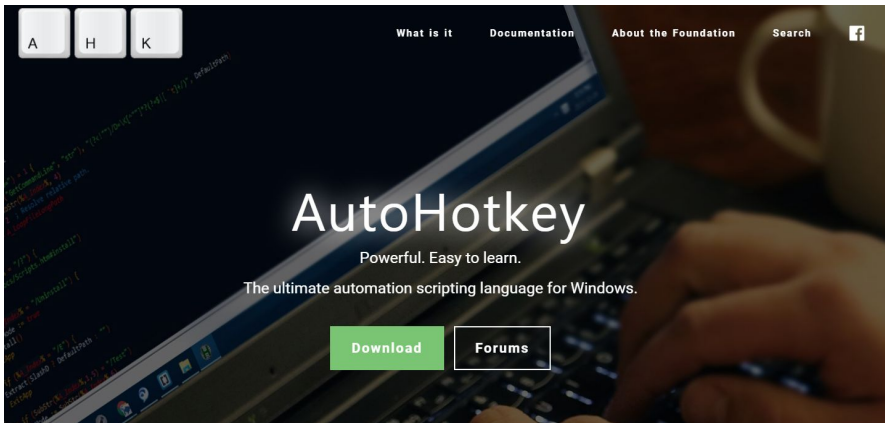 A H K
What is it Documentation About the Foundation Search f
AutoHotkey
Powerful. Easy to learn.
The ultimate automation scripting language for Windows.
Download Forums